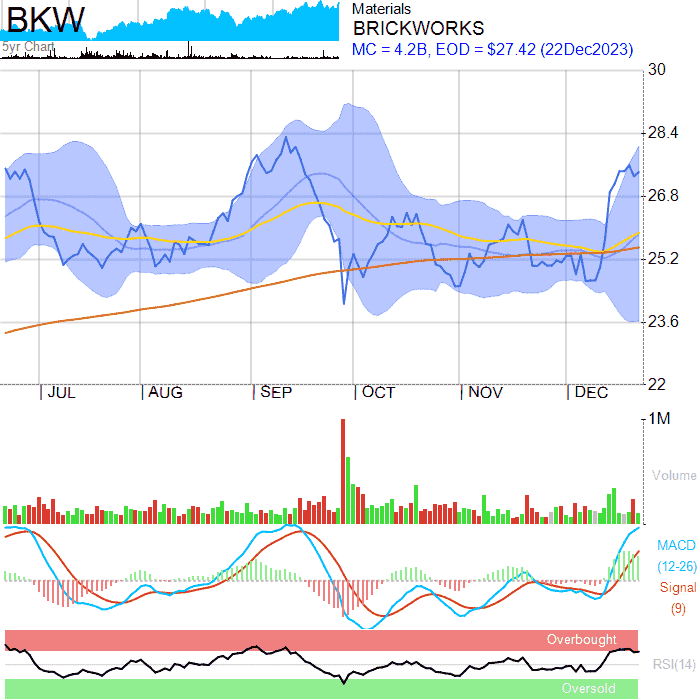 BKW
5yr Chart
Materials
BRICKWORKS
MC = 4.2B, EOD = $27.42 (22Dec2023)
30
28.4
26.8
25.2
23.6
22
JUL AUG SEP OCT NOV DEC
1M
Volume
MACD
(12-26)
Signal
(9)
Overbought
RSI(14)
Oversold